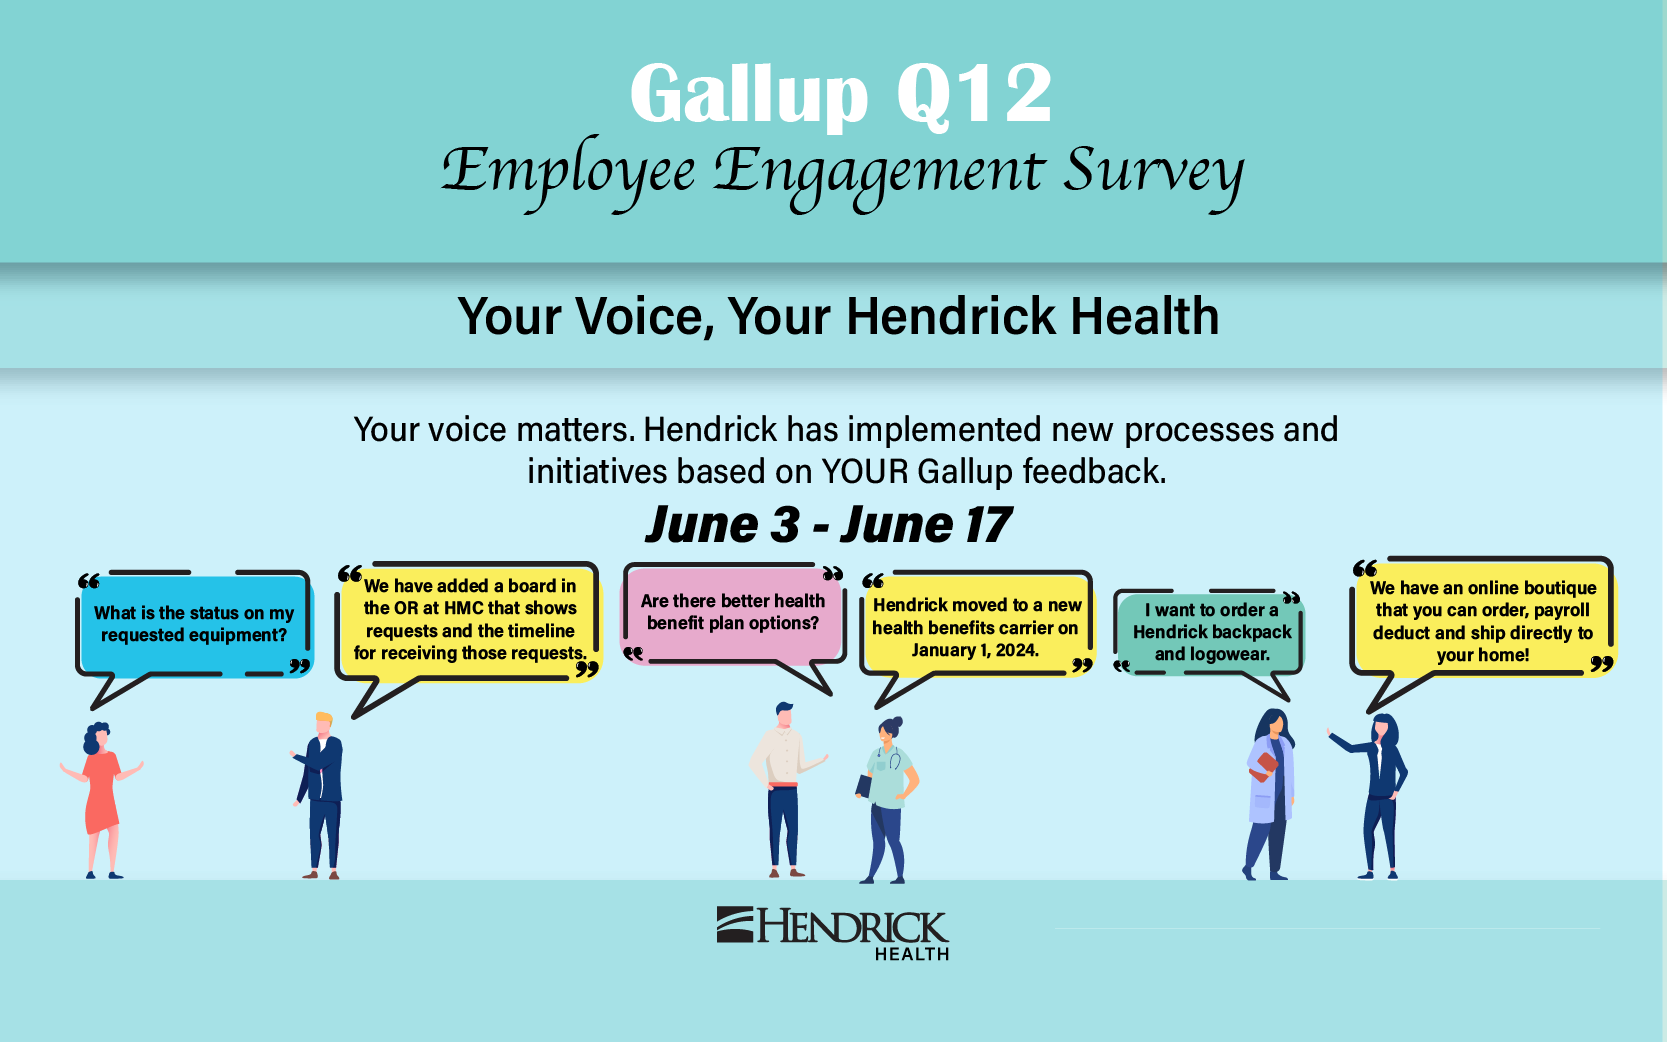 Gallup Q12
Employee Engagement Survey
Your Voice, Your Hendrick Health
Your voice matters. Hendrick has implemented new processes and
initiatives based on YOUR Gallup feedback.
June 3 - June 17
“What is the status on my
requested equipment?”
“We have added a board in
the OR at HMC that shows
requests and the timeline
for receiving those requests.”
Are there better health”
“benefit plan options?
“Hendrick moved to a new
health benefits carrier on
January 1, 2024.”
I want to order a”
Hendrick backpack
“and logowear.
“We have an online boutique
that you can order, payroll
deduct and ship directly to
your home!”
HENDRICK
HEALTH